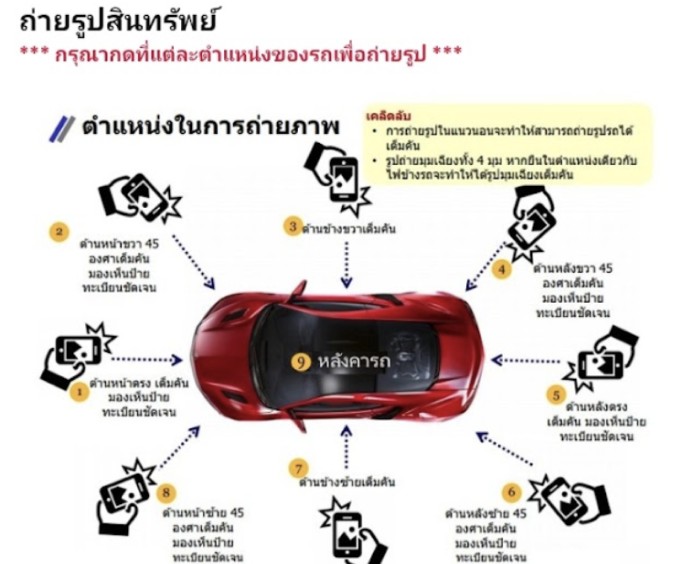 ถ่ายรูปสินทรัพย์
*** กรุณากดที่แต่ละตำแหน่งของรถเพื่อถ่ายรูป ***
ตำแหน่งในการถ่ายภาพ
เคล็ดลับ
• การถ่ายรูปในแนวนอนจะทำให้สามารถถ่ายรูปรถได้
เต็มคัน
• รูปถ่ายมุมเฉียงทั้ง 4 มุม หากยืนในตำแหน่งเดียวกับ
ไฟข้างรถจะทำให้ได้รูปมุมเฉียงเต็มคัน
2
ด้านหน้าขวา 45
องศาเต็มคัน
มองเห็นป้าย
ทะเบียนชัดเจน
3 ด้านข้างขวาเต็มคัน
4
ด้านหลังขวา 45
องศาเต็มคัน
มองเห็นป้าย
ทะเบียนชัดเจน
1 ด้านหน้าตรง เต็มคัน
มองเห็นป้าย
ทะเบียนชัดเจน
9 หลังคารถ
5
ด้านหลังตรง
เต็มคัน มองเห็นป้าย
ทะเบียนชัดเจน
8
ด้านหน้าซ้าย 45
องศาเต็มคัน
มองเห็นป้าย
ทะเบียนชัดเจน
7
ด้านข้างซ้ายเต็มคัน
6
ด้านหลังซ้าย 45
องศาเต็มคัน
มองเห็นป้าย
ทะเบียนชัดเจน